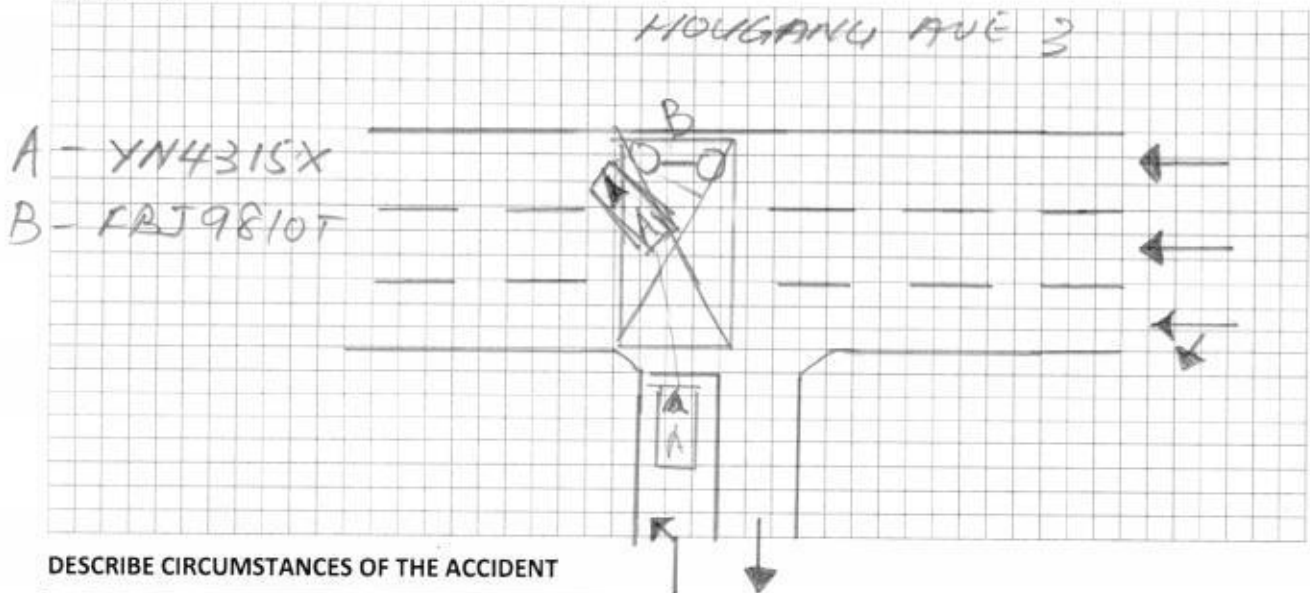 HOUGANG AVE 3
B
A - YN4315X
B - FBJ9810T
A
A
A
A
DESCRIBE CIRCUMSTANCES OF THE ACCIDENT